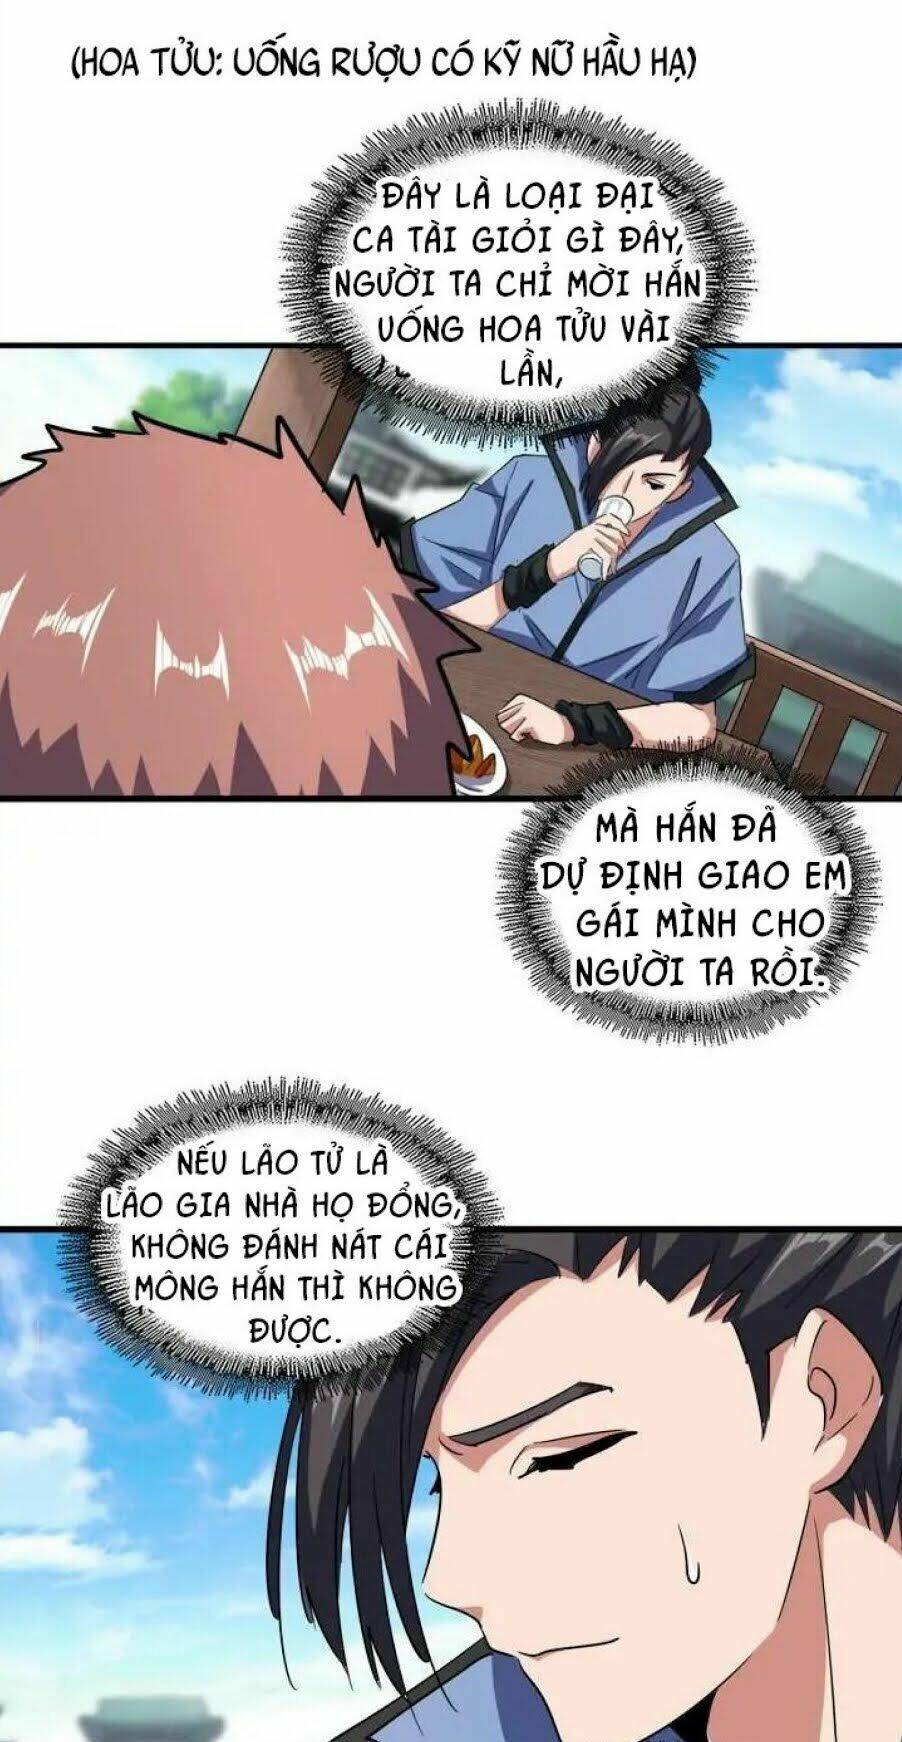 (HOA TỬU: UỐNG RƯỢU CÓ KỸ NỮ HẦU HẠ)
ĐÂY LÀ LOẠI ĐẠI
CA TÀI GIỎI GÌ ĐÂY,
NGƯỜI TA CHỈ MỜI HẮN
UỐNG HOA TỬU VÀI
LẦN,
MÀ HẮN ĐÃ
DỰ ĐỊNH GIAO EM
GÁI MÌNH CHO
NGƯỜI TA RỒI.
NẾU LÃO TỬ LÀ
LÃO GIA NHÀ HỌ ĐỔNG,
KHÔNG ĐÁNH NÁT CÁI
MÔNG HẮN THÌ KHÔNG
ĐƯỢC.